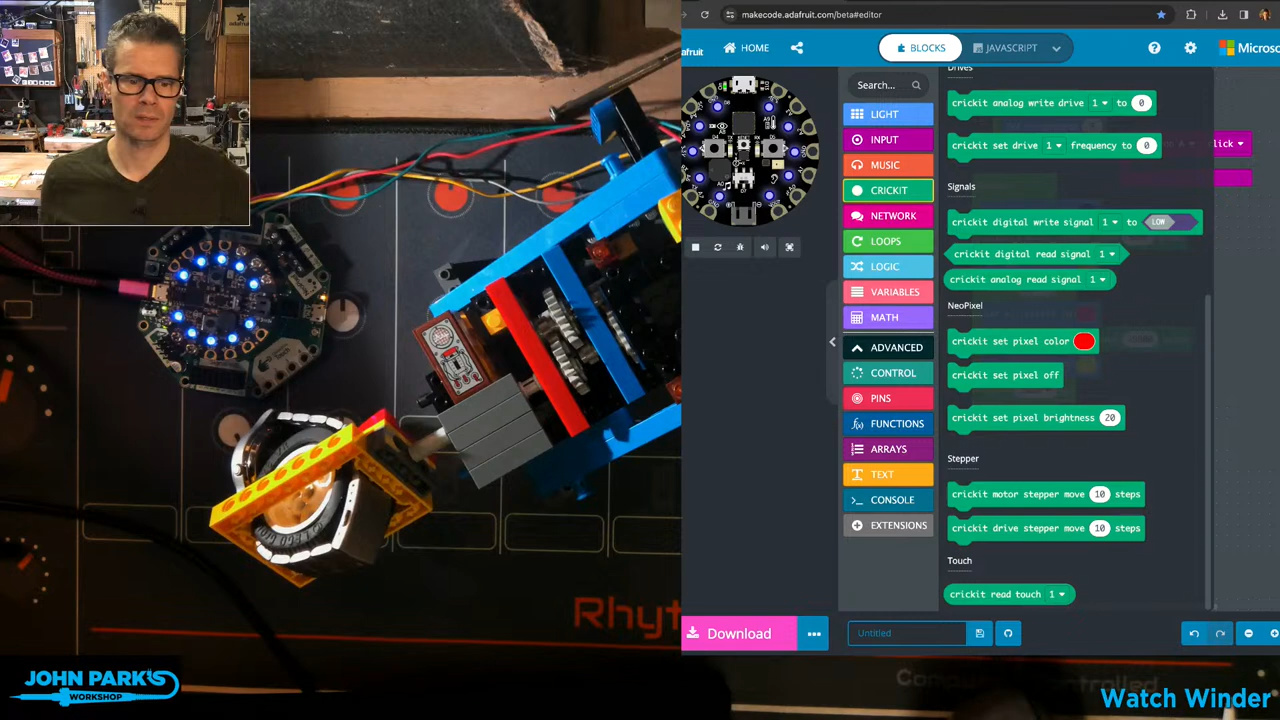 makecode.adafruit.com/beta#editor
afruit
HOME
BLOCKS
JAVASCRIPT
Microso
Search...
LIGHT
INPUT
MUSIC
CRICKIT
NETWORK
LOOPS
LOGIC
VARIABLES
MATH
ADVANCED
CONTROL
PINS
FUNCTIONS
ARRAYS
TEXT
CONSOLE
EXTENSIONS
Drives
crickit analog write drive 1 to 0
crickit set drive 1 frequency to 0
Signals
crickit digital write signal 1 to LOW
crickit digital read signal 1
crickit analog read signal 1
NeoPixel
crickit set pixel color
crickit set pixel off
crickit set pixel brightness 20
Stepper
crickit motor stepper move 10 steps
crickit drive stepper move 10 steps
Touch
crickit read touch 1
lick
Download
Untitled
Rhyt
JOHN PARK'S
WORKSHOP
Watch Winder